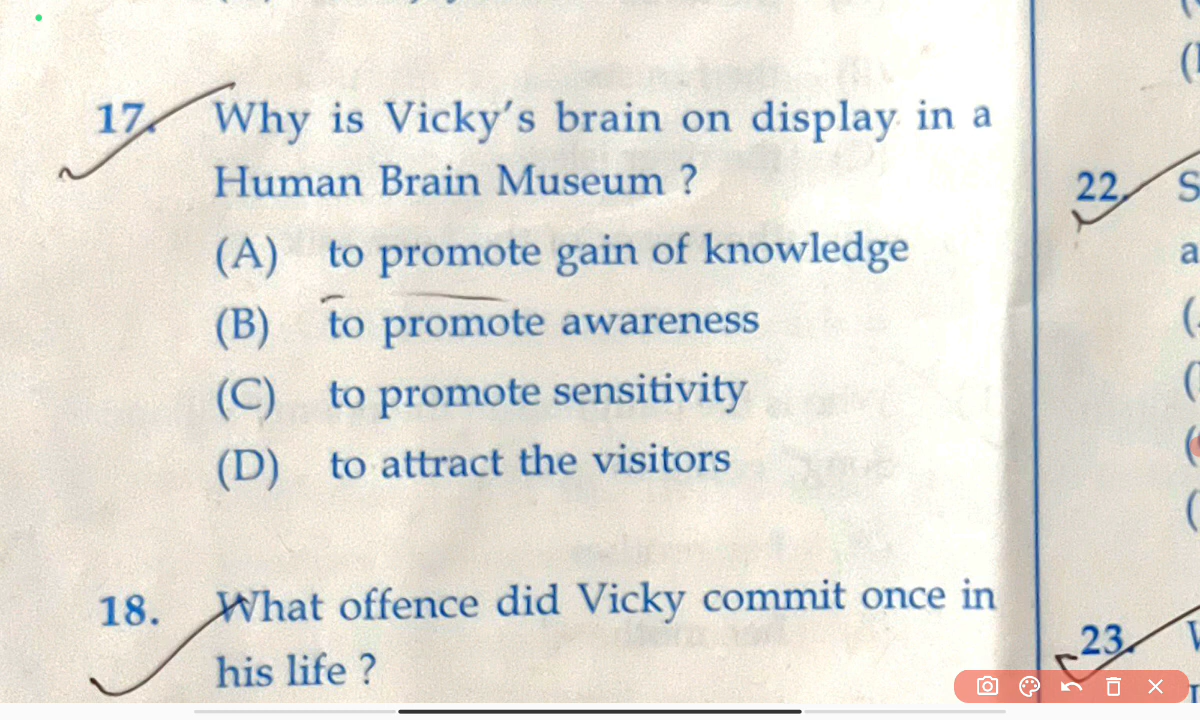 17. Why is Vicky's brain on display in a
Human Brain Museum ?
(A) to promote gain of knowledge
(B) to promote awareness
(C) to promote sensitivity
(D) to attract the visitors
18. What offence did Vicky commit once in
his life ?
22. S
a
23.